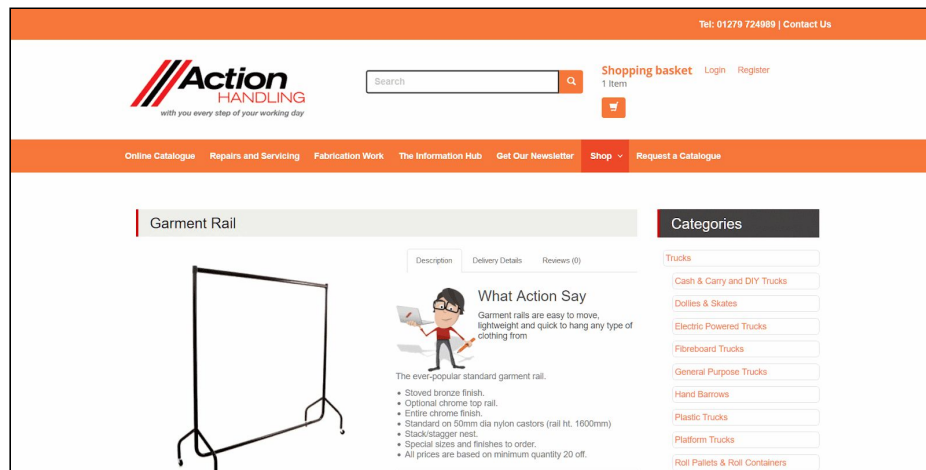 Tel: 01279 724989 | Contact Us
Action
HANDLING
with you every step of your working day
Search
Shopping basket Login Register
1 Item
Online Catalogue Repairs and Servicing Fabrication Work The Information Hub Get Our Newsletter Shop Request a Catalogue
Garment Rail
Description Delivery Details Reviews (0)
What Action Say
Garment rails are easy to move,
lightweight and quick to hang any type of
clothing from
The ever-popular standard garment rail.
• Stoved bronze finish.
• Optional chrome top rail.
• Entire chrome finish.
• Standard on 50mm dia nylon castors (rail ht. 1600mm)
• Stack/stagger nest.
• Special sizes and finishes to order.
• All prices are based on minimum quantity 20 off.
Categories
Trucks
Cash & Carry and DIY Trucks
Dollies & Skates
Electric Powered Trucks
Fibreboard Trucks
General Purpose Trucks
Hand Barrows
Plastic Trucks
Platform Trucks
Roll Pallets & Roll Containers